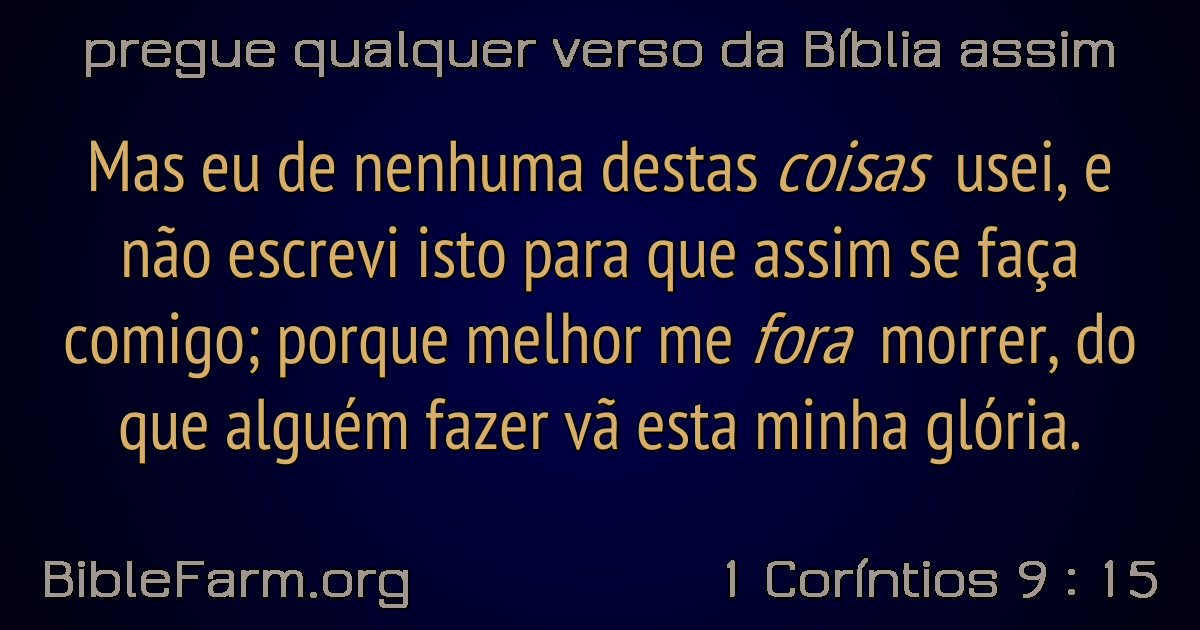 pregue qualquer verso da Bíblia assim
Mas eu de nenhuma destas coisas usei, e
não escrevi isto para que assim se faça
comigo; porque melhor me fora morrer, do
que alguém fazer vã esta minha glória.
BibleFarm.org
1 Coríntios 9 : 15